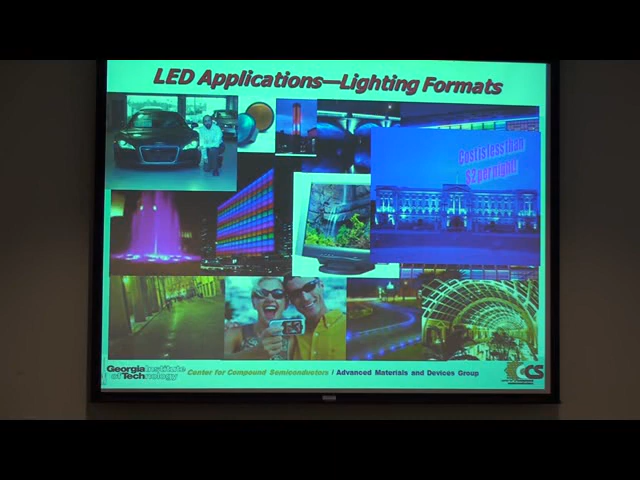 LED Applications—Lighting Formats
Cost is less than
$2 per night!
Georgia Institute
of Technology
Center for Compound Semiconductors / Advanced Materials and Devices Group
CCS